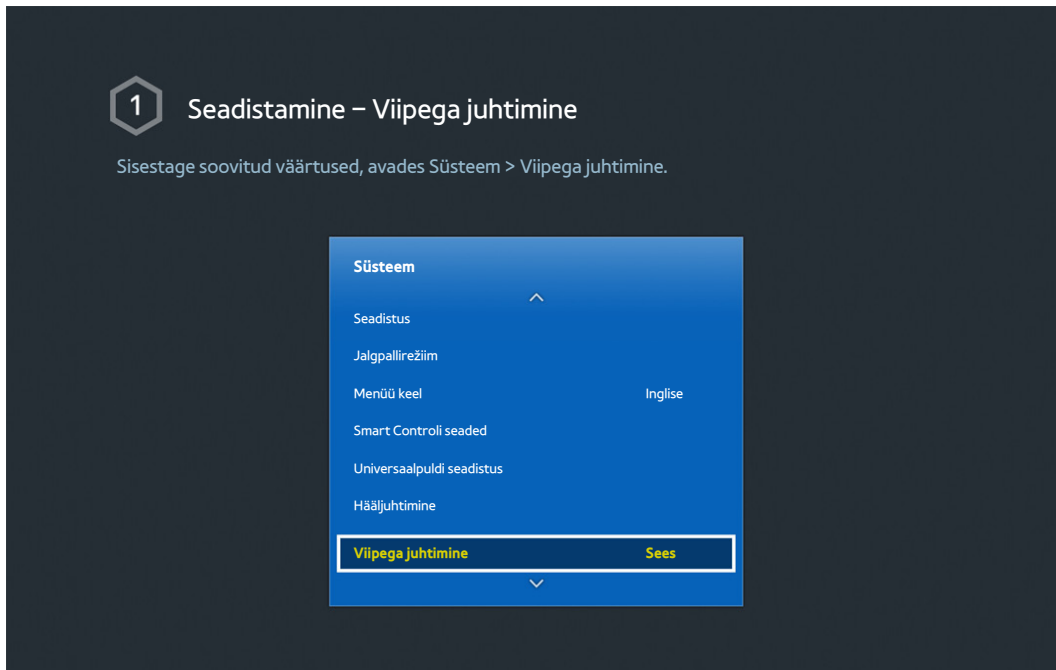 1
Seadistamine – Viipega juhtimine
Sisestage soovitud väärtused, avades Süsteem > Viipega juhtimine.
Süsteem
Seadistus
Jalgpallirežiim
Menüü keel Inglise
Smart Controli seaded
Universaalpuldi seadistus
Hääljuhtimine
Viipega juhtimine Sees